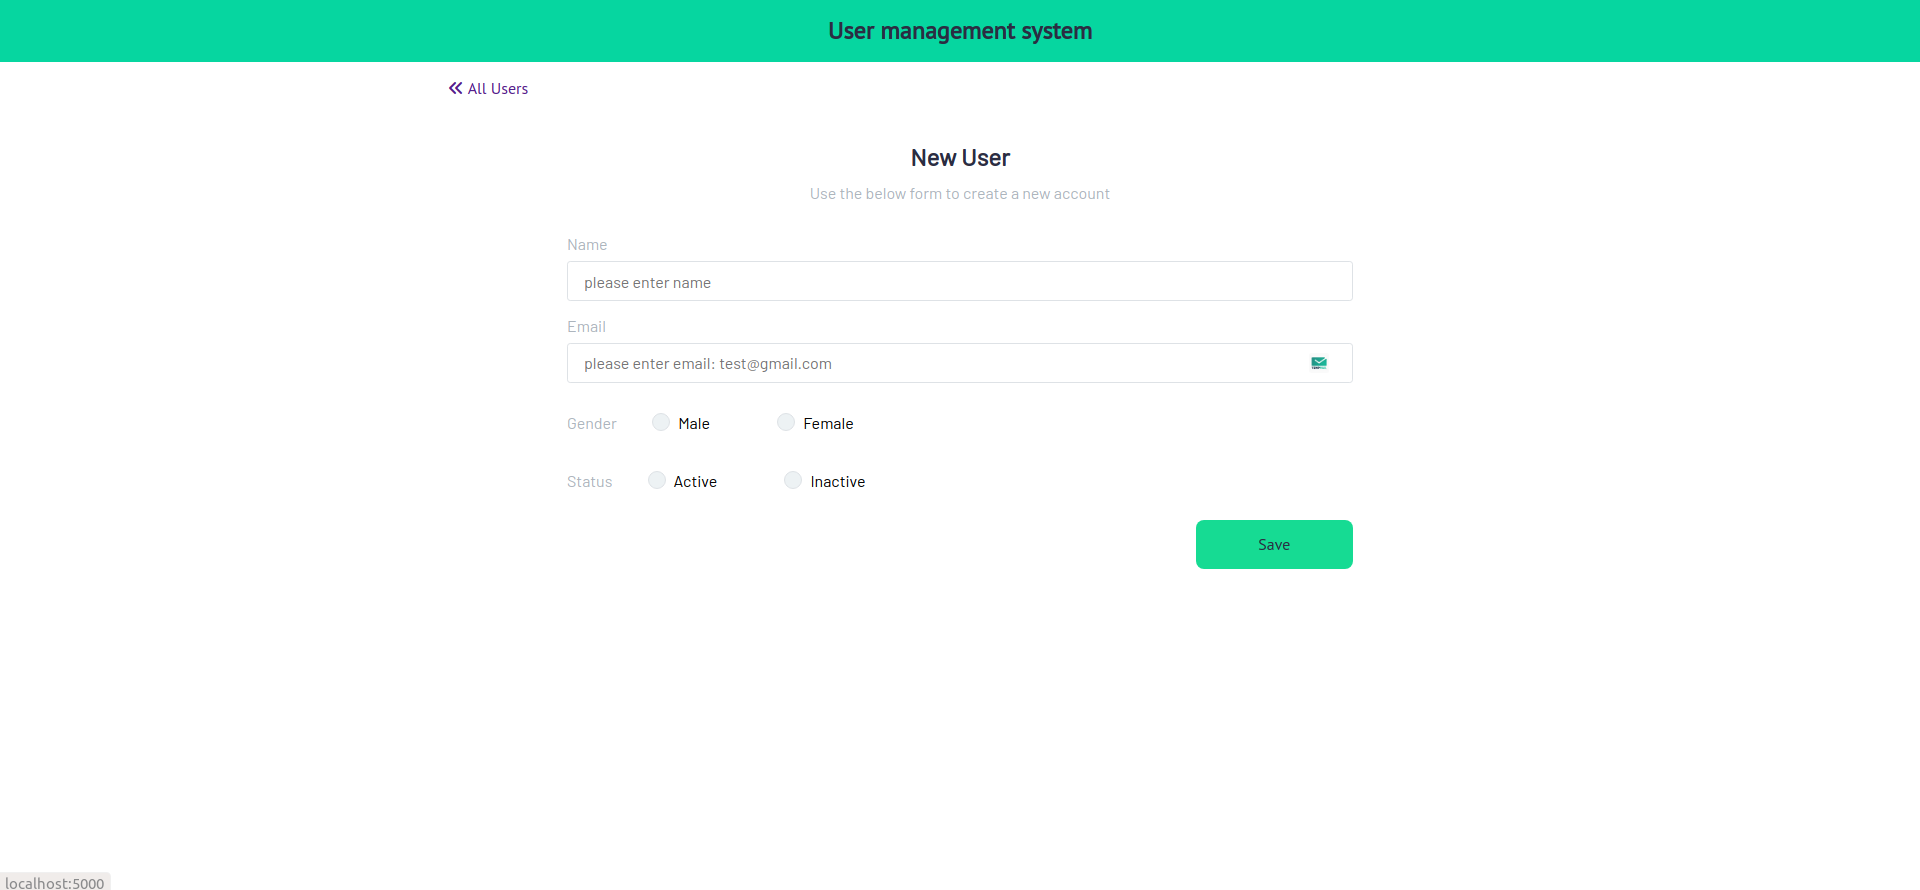 User management system
All Users
New User
Use the below form to create a new account
Name
please enter name
Email
please enter email: test@gmail.com
Gender Male Female
Status Active Inactive
Save
localhost:5000